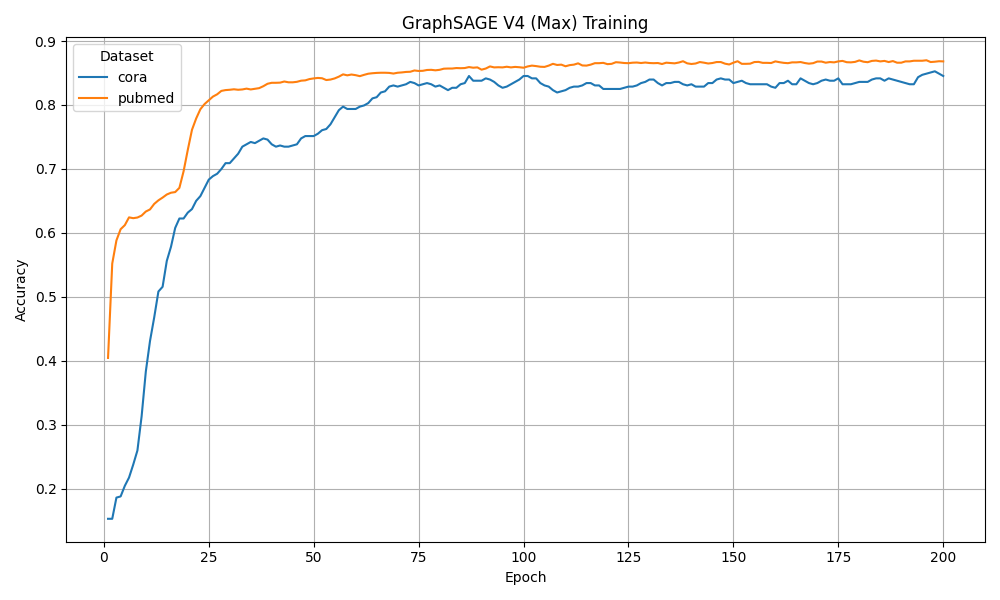 GraphSAGE V4 (Max) Training
Dataset
cora
pubmed
Accuracy
0.9
0.8
0.7
0.6
0.5
0.4
0.3
0.2
0 25 50 75 100 125 150 175 200
Epoch